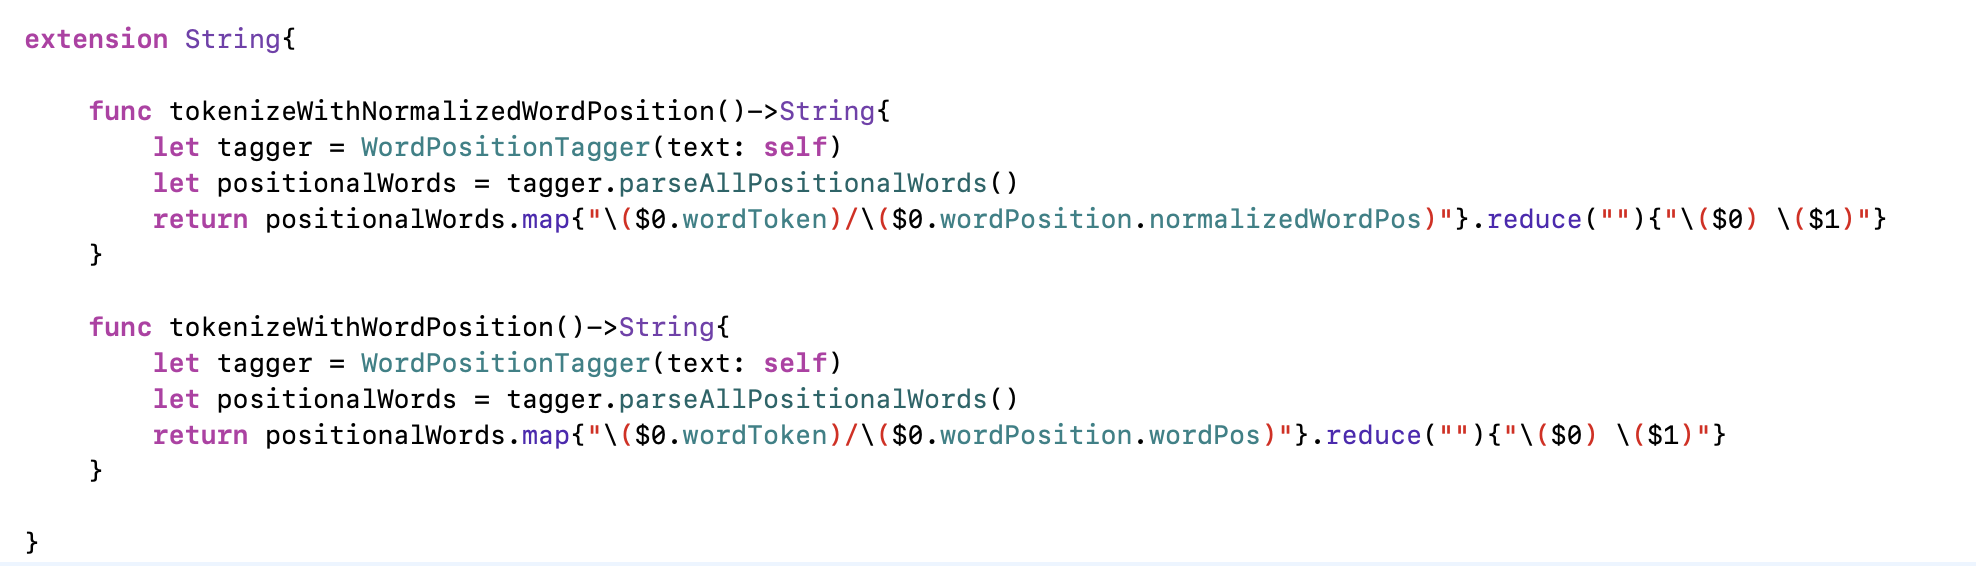 extension String{
    func tokenizeWithNormalizedWordPosition()->String{
        let tagger = WordPositionTagger(text: self)
        let positionalWords = tagger.parseAllPositionalWords()
        return positionalWords.map{"\($0.wordToken)/\($0.wordPosition.normalizedWordPos)"}.reduce(""){"\($0) \($1)"}
    }
    func tokenizeWithWordPosition()->String{
        let tagger = WordPositionTagger(text: self)
        let positionalWords = tagger.parseAllPositionalWords()
        return positionalWords.map{"\($0.wordToken)/\($0.wordPosition.wordPos)"}.reduce(""){"\($0) \($1)"}
    }
}